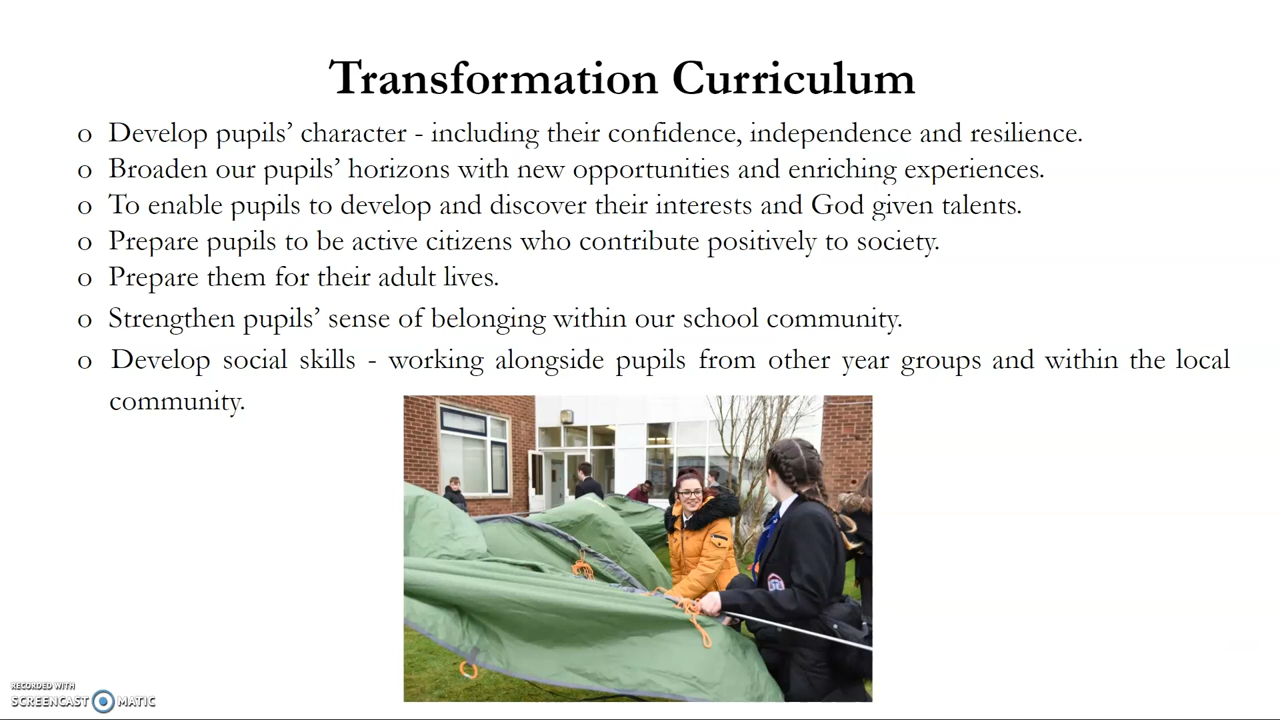 Transformation Curriculum
o Develop pupils’ character - including their confidence, independence and resilience.
o Broaden our pupils’ horizons with new opportunities and enriching experiences.
o To enable pupils to develop and discover their interests and God given talents.
o Prepare pupils to be active citizens who contribute positively to society.
o Prepare them for their adult lives.
o Strengthen pupils’ sense of belonging within our school community.
o Develop social skills - working alongside pupils from other year groups and within the local
community.
RECORDED WITH
SCREENCAST MATIC